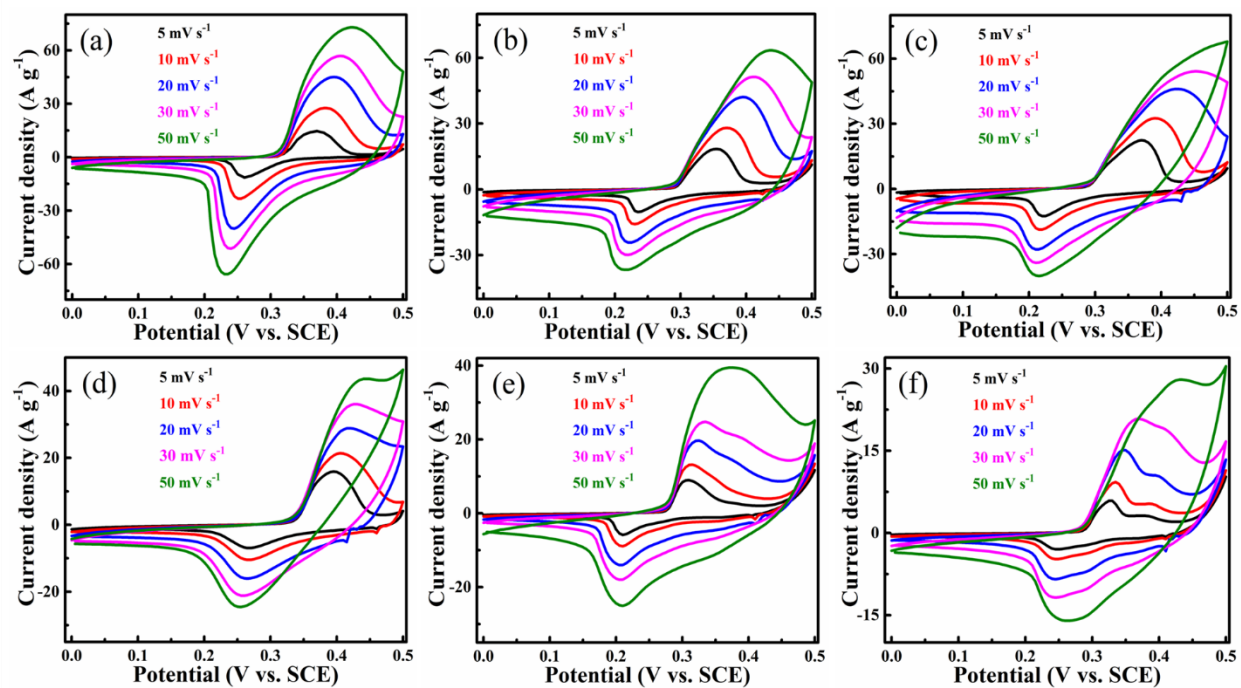 (a)
5 mV s⁻¹
10 mV s⁻¹
20 mV s⁻¹
30 mV s⁻¹
50 mV s⁻¹
Current density (A g⁻¹)
60
30
0
-30
-60
0.0 0.1 0.2 0.3 0.4 0.5
Potential (V vs. SCE)
(b)
5 mV s⁻¹
10 mV s⁻¹
20 mV s⁻¹
30 mV s⁻¹
50 mV s⁻¹
Current density (A g⁻¹)
60
30
0
-30
0.0 0.1 0.2 0.3 0.4 0.5
Potential (V vs. SCE)
(c)
5 mV s⁻¹
10 mV s⁻¹
20 mV s⁻¹
30 mV s⁻¹
50 mV s⁻¹
Current density (A g⁻¹)
60
30
0
-30
0.0 0.1 0.2 0.3 0.4 0.5
Potential (V vs. SCE)
(d)
5 mV s⁻¹
10 mV s⁻¹
20 mV s⁻¹
30 mV s⁻¹
50 mV s⁻¹
Current density (A g⁻¹)
40
20
0
-20
0.0 0.1 0.2 0.3 0.4 0.5
Potential (V vs. SCE)
(e)
5 mV s⁻¹
10 mV s⁻¹
20 mV s⁻¹
30 mV s⁻¹
50 mV s⁻¹
Current density (A g⁻¹)
40
20
0
-20
0.0 0.1 0.2 0.3 0.4 0.5
Potential (V vs. SCE)
(f)
5 mV s⁻¹
10 mV s⁻¹
20 mV s⁻¹
30 mV s⁻¹
50 mV s⁻¹
Current density (A g⁻¹)
30
15
0
-15
0.0 0.1 0.2 0.3 0.4 0.5
Potential (V vs. SCE)